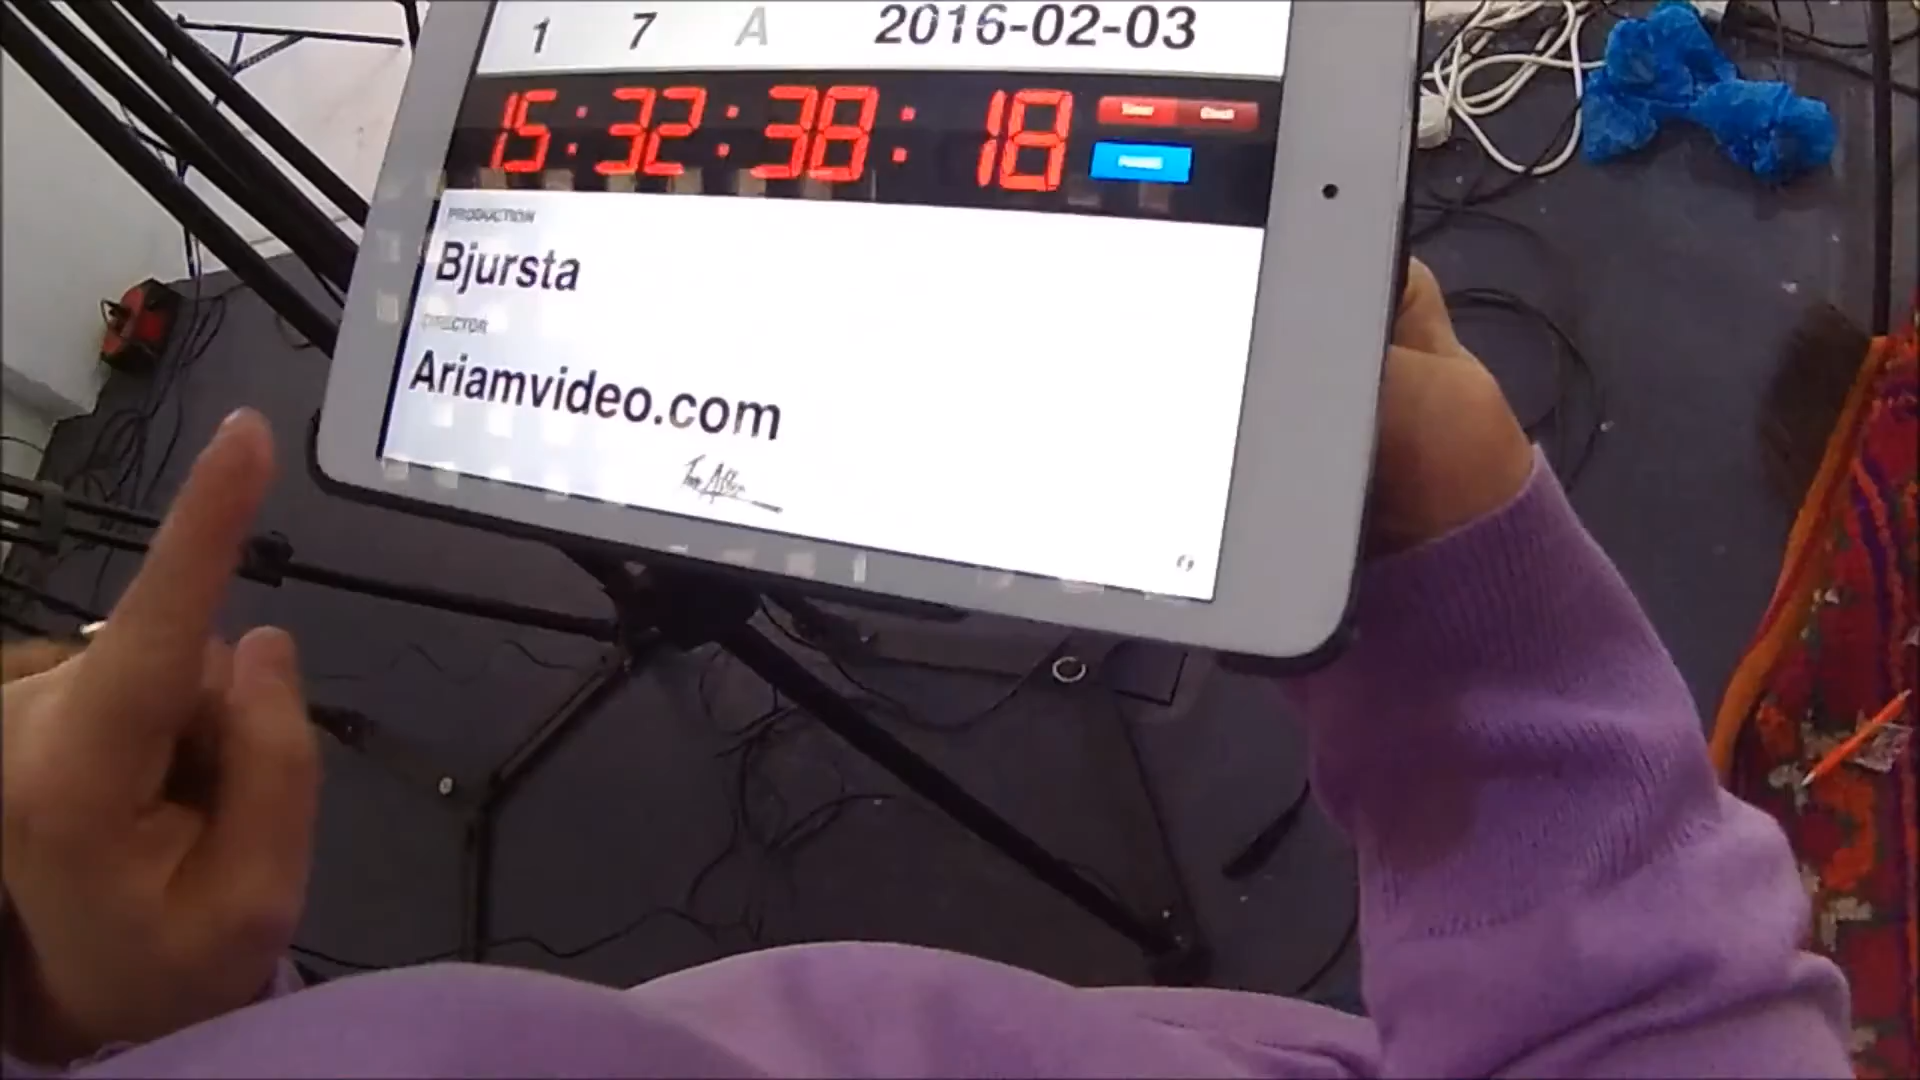 1 7 A 2016-02-03
15:32:38:18
PRODUCTION
Bjursta
DIRECTOR
Ariamvideo.com